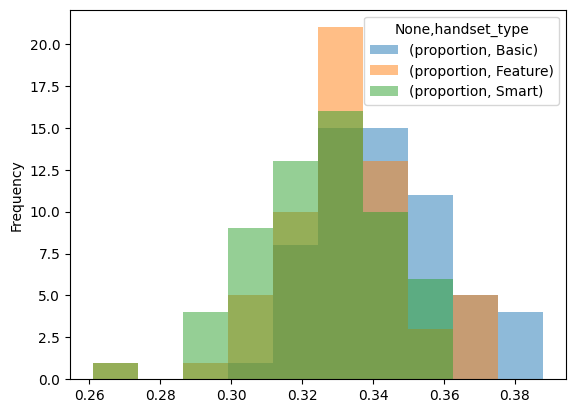 None,handset_type
(proportion, Basic)
(proportion, Feature)
(proportion, Smart)
Frequency
20.0
17.5
15.0
12.5
10.0
7.5
5.0
2.5
0.0
0.26 0.28 0.30 0.32 0.34 0.36 0.38